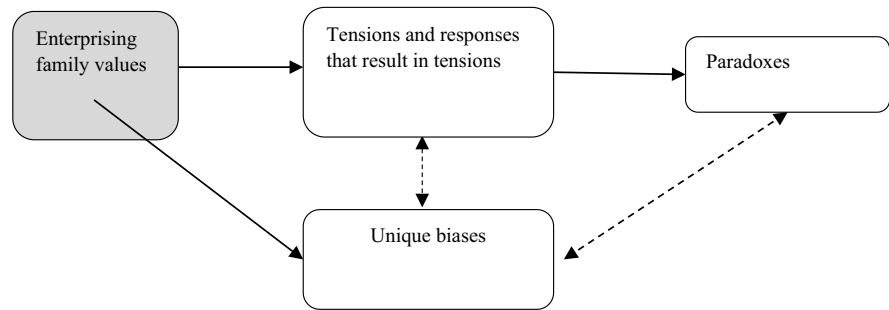 Enterprising
family values
Tensions and responses
that result in tensions
Paradoxes
Unique biases